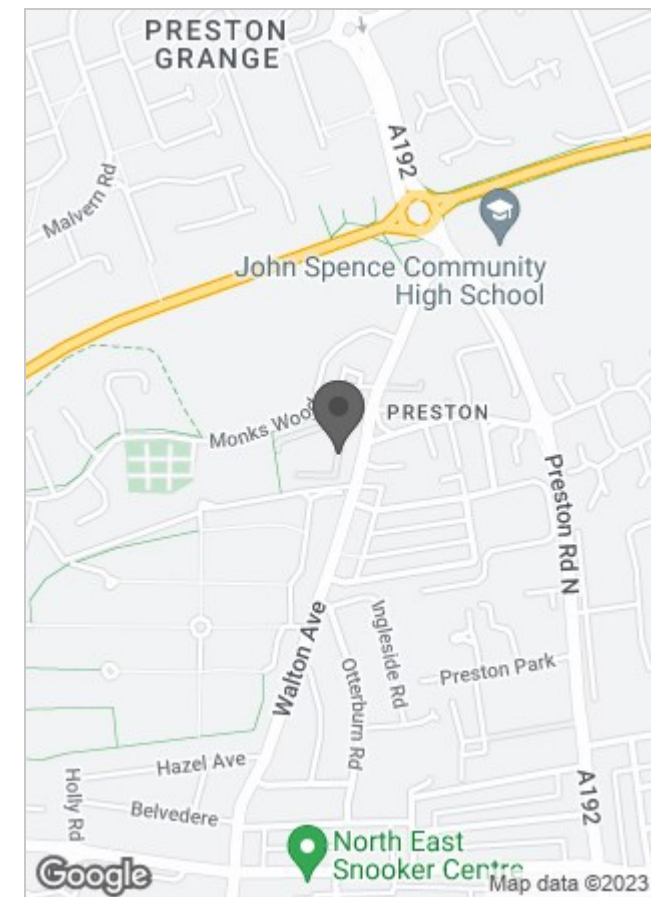 PRESTON
GRANGE
A192
Malvern Rd
John Spence Community
High School
Monks Wood
PRESTON
Preston Rd N
Walton Ave
Ingleside Rd
Otterburn Rd
Preston Park
Hazel Ave
Holly Rd
Belvedere
A192
North East
Snooker Centre
Google
Map data ©2023